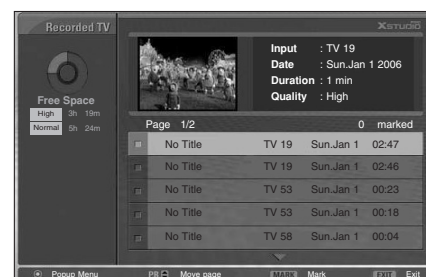 Recorded TV
XSTUDIO
Input : TV 19
Date : Sun.Jan 1 2006
Duration : 1 min
Quality : High
Free Space
High 3h 19m
Normal 5h 24m
Page 1/2 0 marked
No Title TV 19 Sun.Jan 1 02:47
No Title TV 19 Sun.Jan 1 02:46
No Title TV 53 Sun.Jan 1 00:23
No Title TV 53 Sun.Jan 1 00:18
No Title TV 58 Sun.Jan 1 00:04
Popup Menu PR Move page MARK Mark EXIT Exit